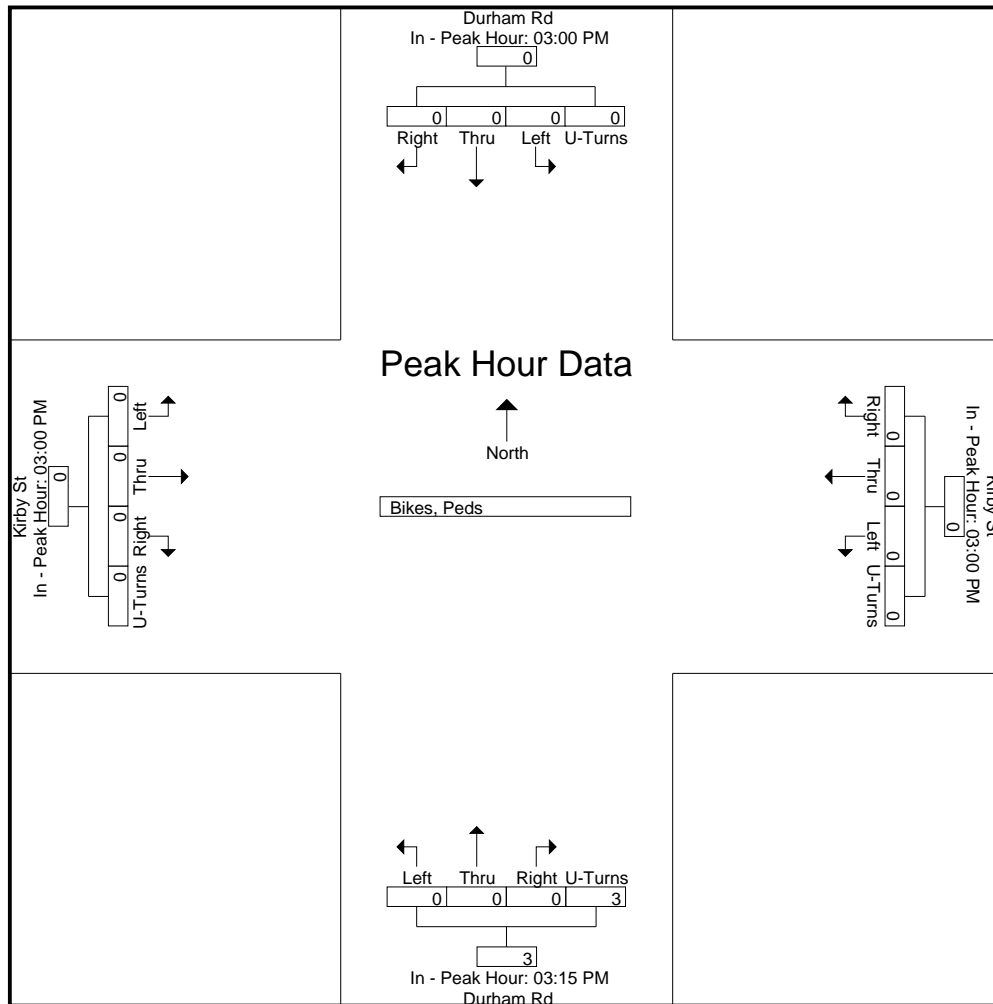 Durham Rd
In - Peak Hour: 03:00 PM
0
0 0 0 0
Right Thru Left U-Turns
Peak Hour Data
North
Bikes, Peds
Kirby St
In - Peak Hour: 03:00 PM
0
0 0 0 0
Left Thru Right U-Turns
Kirby St
In - Peak Hour: 03:00 PM
0
0 0 0 0
Right Thru Left U-Turns
Left Thru Right U-Turns
0 0 0 3
3
In - Peak Hour: 03:15 PM
Durham Rd